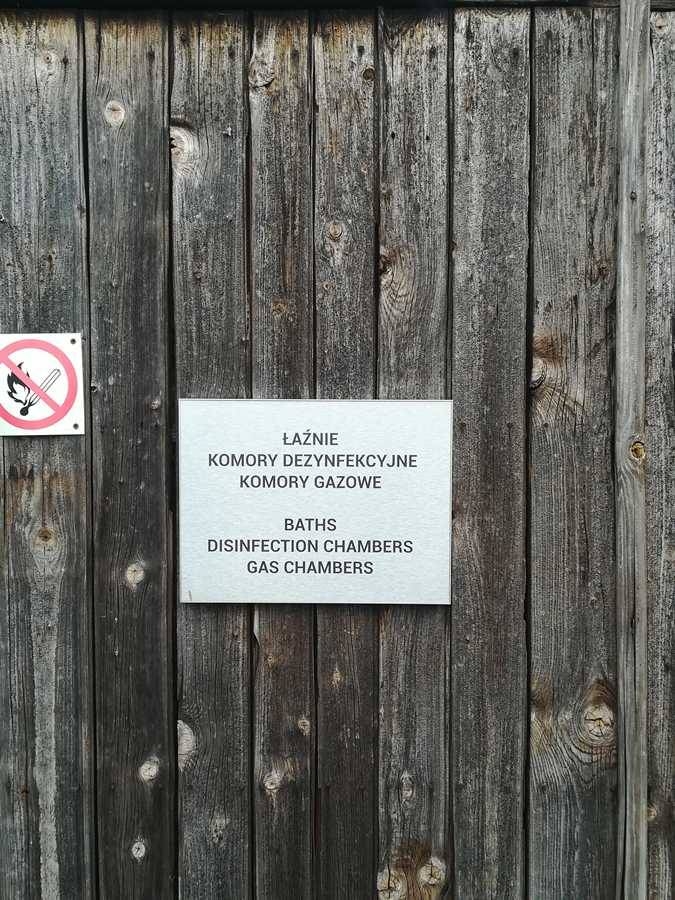 ŁAŹNIE
KOMORY DEZYNFEKCYJNE
KOMORY GAZOWE
BATHS
DISINFECTION CHAMBERS
GAS CHAMBERS